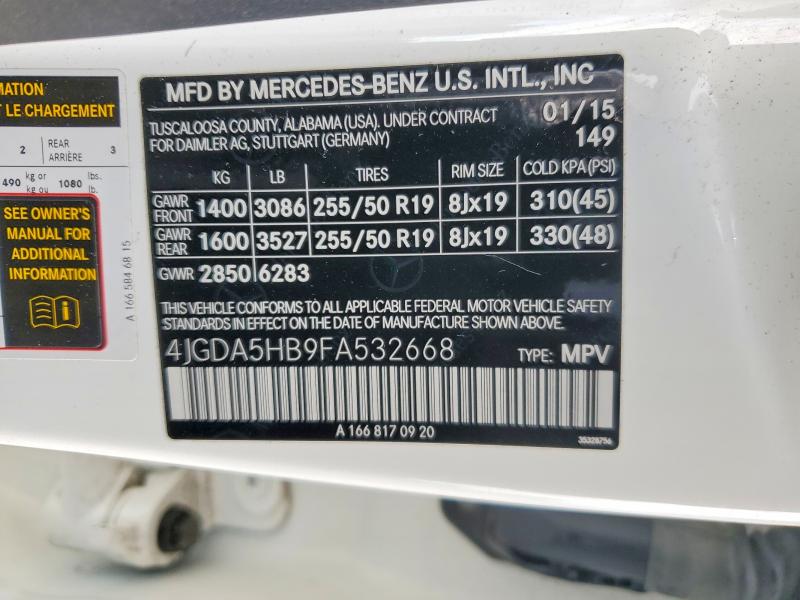 MATION
T LE CHARGEMENT
2 REAR ARRIÈRE 3
490 kg or kg ou 1080 lbs. lb.
SEE OWNER'S
MANUAL FOR
ADDITIONAL
INFORMATION
A 166 584 68 15
MFD BY MERCEDES-BENZ U.S. INTL., INC
TUSCALOOSA COUNTY, ALABAMA (USA). UNDER CONTRACT 01/15
FOR DAIMLER AG, STUTTGART (GERMANY) 149
KG LB TIRES RIM SIZE COLD KPA(PSI)
GAWR FRONT 1400 3086 255/50 R19 8Jx19 310(45)
GAWR REAR 1600 3527 255/50 R19 8Jx19 330(48)
GVWR 2850 6283
THIS VEHICLE CONFORMS TO ALL APPLICABLE FEDERAL MOTOR VEHICLE SAFETY
STANDARDS IN EFFECT ON THE DATE OF MANUFACTURE SHOWN ABOVE.
4JGDA5HB9FA532668 TYPE: MPV
A 166 817 09 20
35328756